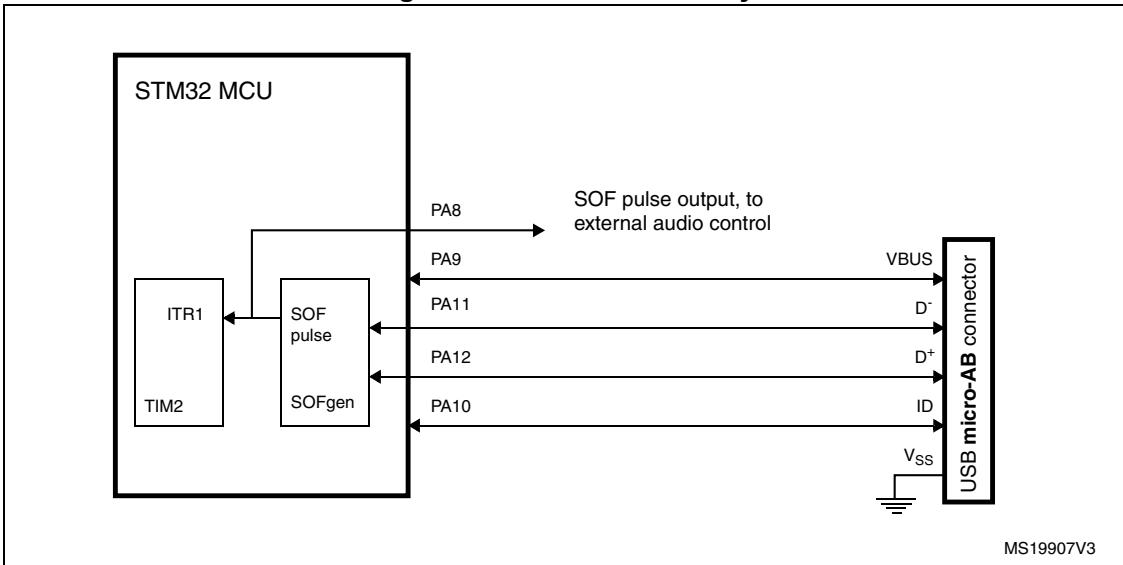 STM32 MCU
SOF pulse output, to
external audio control
PA8
PA9
VBUS
PA11
D-
PA12
D+
PA10
ID
VSS
ITR1
TIM2
SOF
pulse
SOFgen
USB micro-AB connector
MS19907V3